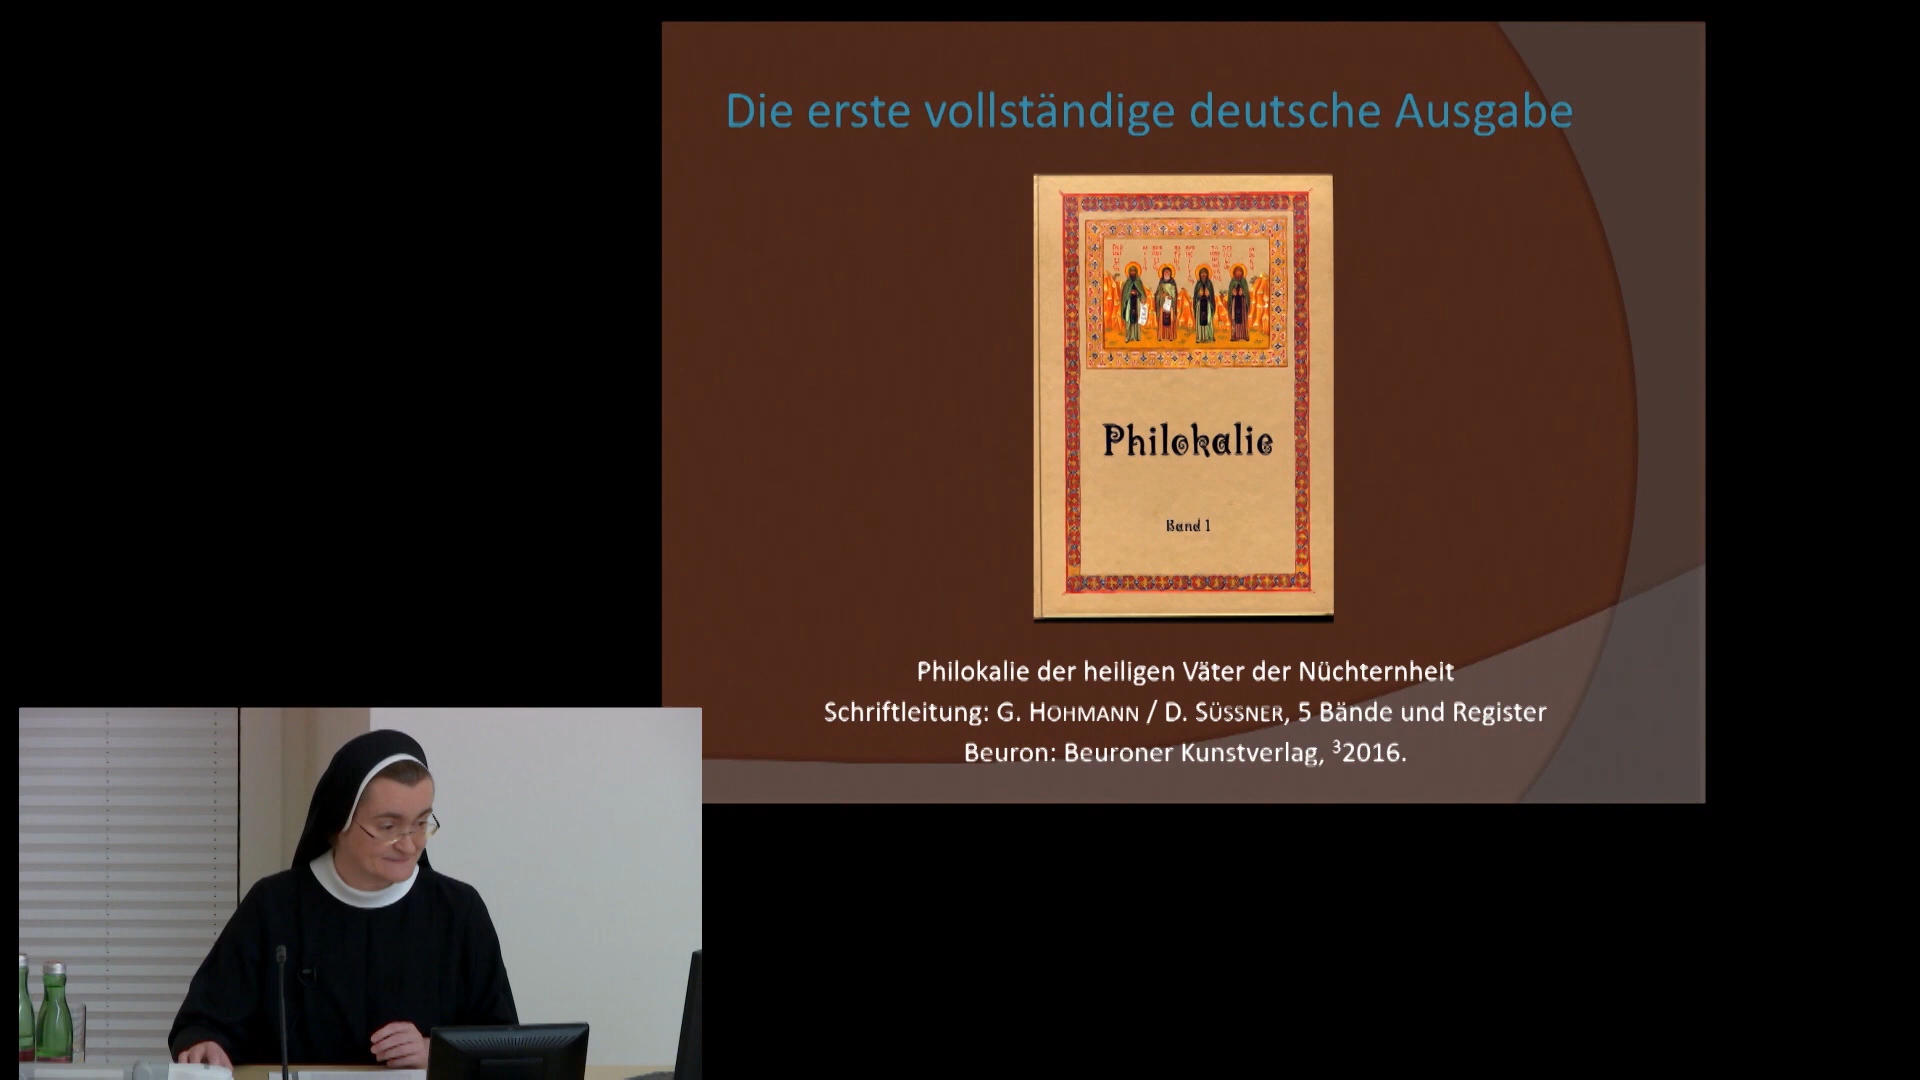 Die erste vollständige deutsche Ausgabe
Philokalie
Band 1
Philokalie der heiligen Väter der Nüchternheit
Schriftleitung: G. HOHMANN / D. SÜSSNER, 5 Bände und Register
Beuron: Beuroner Kunstverlag, ³2016.